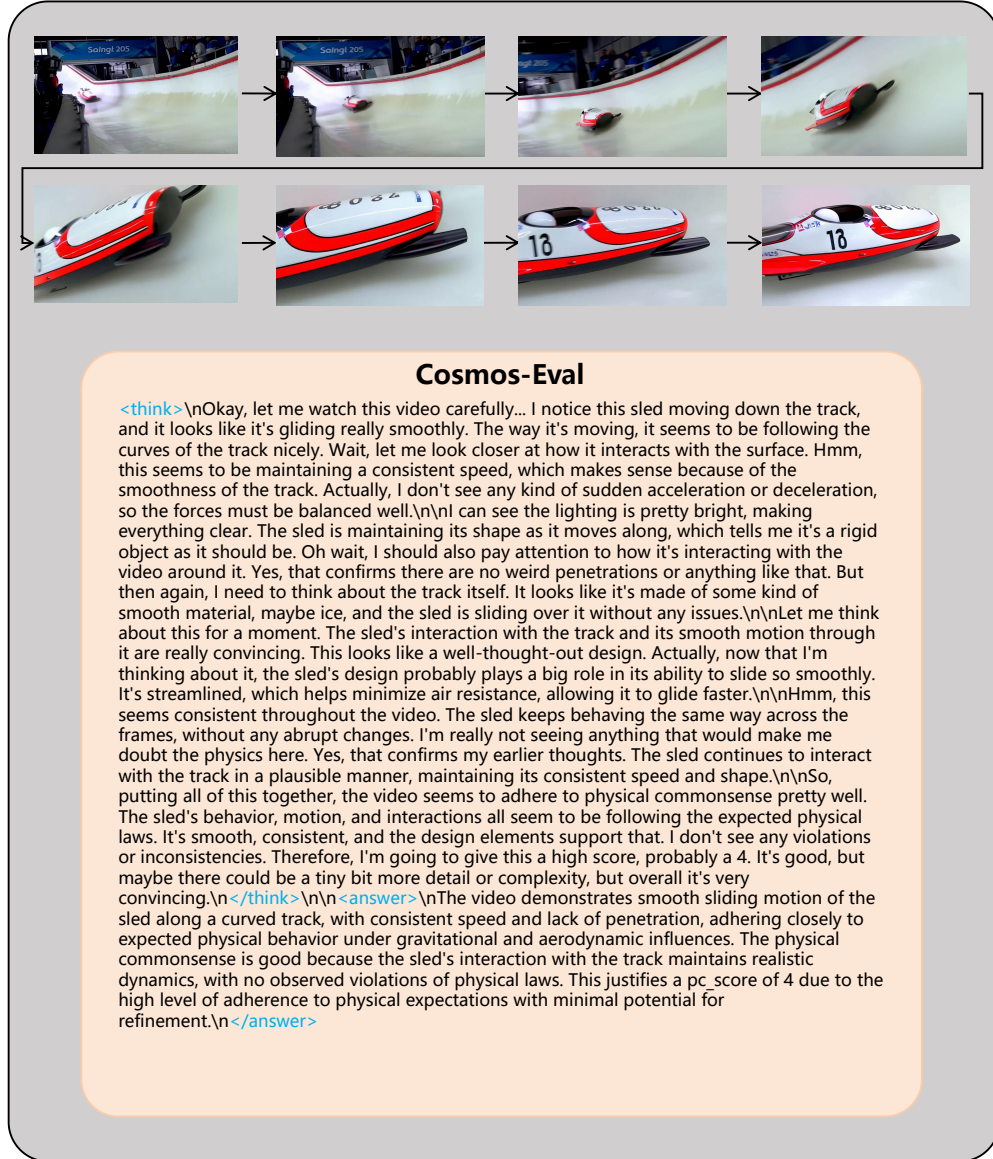 Saingl 205
Saingl 205
13
13
Cosmos-Eval
<think>\nOkay, let me watch this video carefully... I notice this sled moving down the track,
and it looks like it's gliding really smoothly. The way it's moving, it seems to be following the
curves of the track nicely. Wait, let me look closer at how it interacts with the surface. Hmm,
this seems to be maintaining a consistent speed, which makes sense because of the
smoothness of the track. Actually, I don't see any kind of sudden acceleration or deceleration,
so the forces must be balanced well.\n\nI can see the lighting is pretty bright, making
everything clear. The sled is maintaining its shape as it moves along, which tells me it's a rigid
object as it should be. Oh wait, I should also pay attention to how it's interacting with the
video around it. Yes, that confirms there are no weird penetrations or anything like that. But
then again, I need to think about the track itself. It looks like it's made of some kind of
smooth material, maybe ice, and the sled is sliding over it without any issues.\n\nLet me think
about this for a moment. The sled's interaction with the track and its smooth motion through
it are really convincing. This looks like a well-thought-out design. Actually, now that I'm
thinking about it, the sled's design probably plays a big role in its ability to slide so smoothly.
It's streamlined, which helps minimize air resistance, allowing it to glide faster.\n\nHmm, this
seems consistent throughout the video. The sled keeps behaving the same way across the
frames, without any abrupt changes. I'm really not seeing anything that would make me
doubt the physics here. Yes, that confirms my earlier thoughts. The sled continues to interact
with the track in a plausible manner, maintaining its consistent speed and shape.\n\nSo,
putting all of this together, the video seems to adhere to physical commonsense pretty well.
The sled's behavior, motion, and interactions all seem to be following the expected physical
laws. It's smooth, consistent, and the design elements support that. I don't see any violations
or inconsistencies. Therefore, I'm going to give this a high score, probably a 4. It's good, but
maybe there could be a tiny bit more detail or complexity, but overall it's very
convincing.\n</think>\n\n<answer>\nThe video demonstrates smooth sliding motion of the
sled along a curved track, with consistent speed and lack of penetration, adhering closely to
expected physical behavior under gravitational and aerodynamic influences. The physical
commonsense is good because the sled's interaction with the track maintains realistic
dynamics, with no observed violations of physical laws. This justifies a pc_score of 4 due to the
high level of adherence to physical expectations with minimal potential for
refinement.\n</answer>